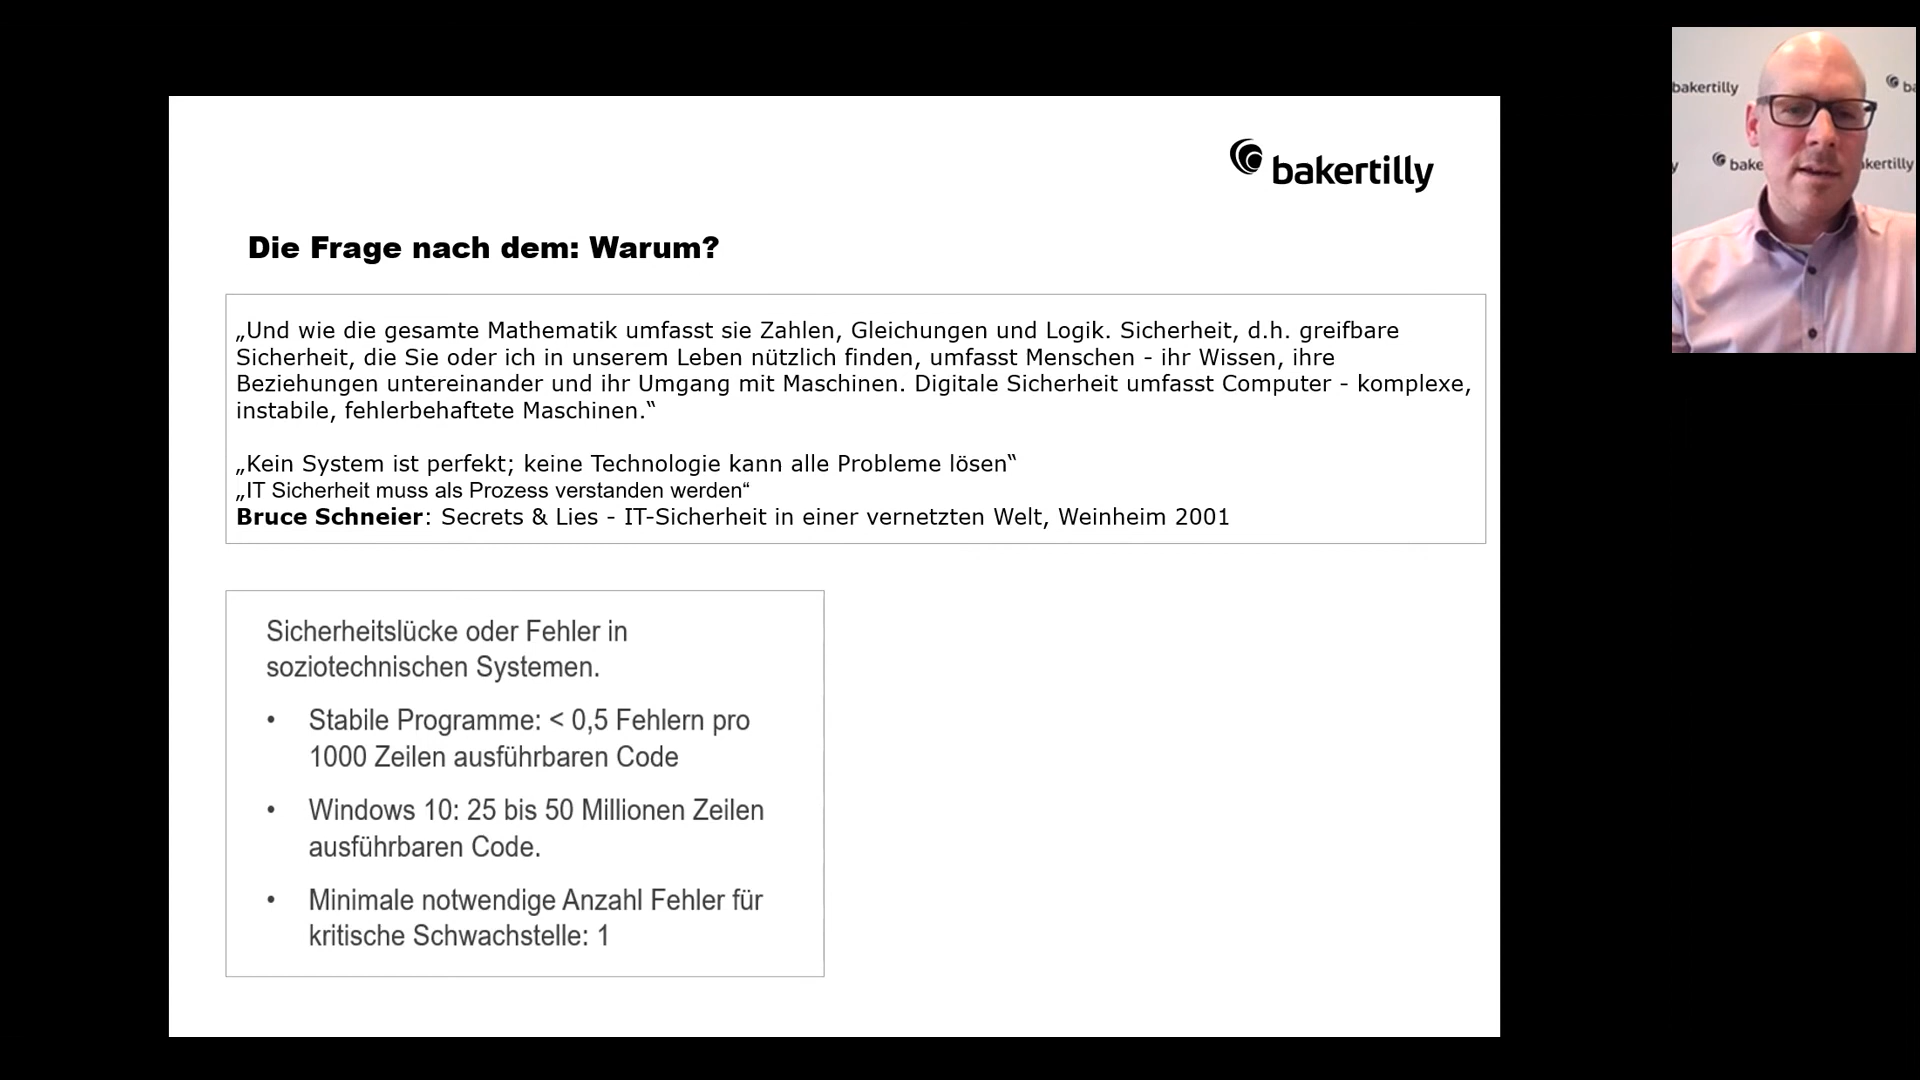 bakertilly
Die Frage nach dem: Warum?
„Und wie die gesamte Mathematik umfasst sie Zahlen, Gleichungen und Logik. Sicherheit, d.h. greifbare
Sicherheit, die Sie oder ich in unserem Leben nützlich finden, umfasst Menschen - ihr Wissen, ihre
Beziehungen untereinander und ihr Umgang mit Maschinen. Digitale Sicherheit umfasst Computer - komplexe,
instabile, fehlerbehaftete Maschinen.“
„Kein System ist perfekt; keine Technologie kann alle Probleme lösen“
„IT Sicherheit muss als Prozess verstanden werden“
Bruce Schneier: Secrets & Lies - IT-Sicherheit in einer vernetzten Welt, Weinheim 2001
Sicherheitslücke oder Fehler in
soziotechnischen Systemen.
• Stabile Programme: < 0,5 Fehlern pro
1000 Zeilen ausführbaren Code
• Windows 10: 25 bis 50 Millionen Zeilen
ausführbaren Code.
• Minimale notwendige Anzahl Fehler für
kritische Schwachstelle: 1
bakertilly ba
y bake kertilly